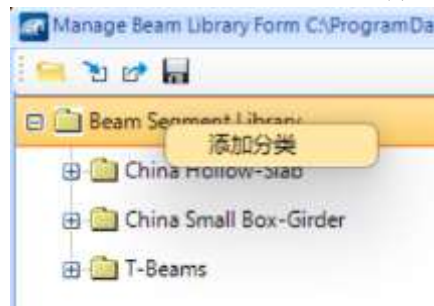 Manage Beam Library Form C:\ProgramDa
Beam Segment Library
添加分类
China Hollow-Slab
China Small Box-Girder
T-Beams